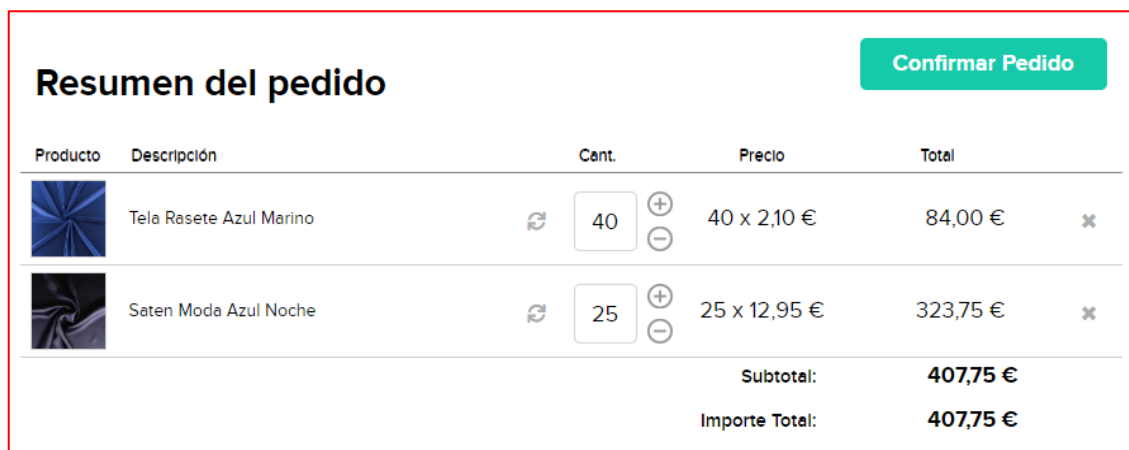 Confirmar Pedido
Resumen del pedido
Producto Descripción Cant. Precio Total
Tela Rasete Azul Marino 40 40 x 2,10 € 84,00 €
Saten Moda Azul Noche 25 25 x 12,95 € 323,75 €
Subtotal: 407,75 €
Importe Total: 407,75 €